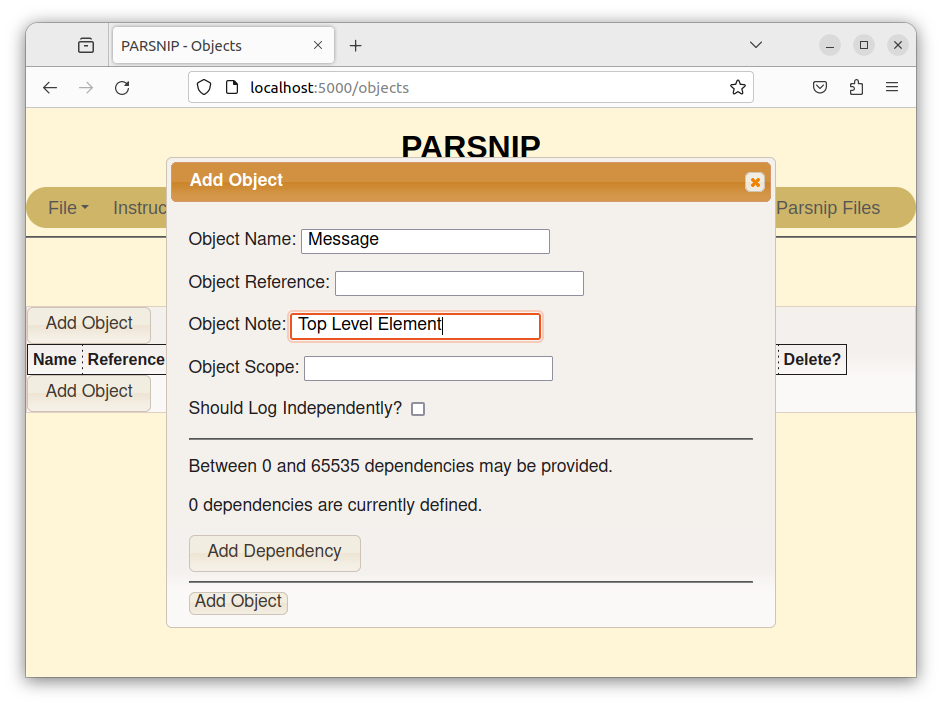 PARSNIP - Objects
localhost:5000/objects
PARSNIP
File Instruc Parsnip Files
Add Object
Object Name: Message
Object Reference:
Object Note: Top Level Element
Object Scope:
Should Log Independently?
Between 0 and 65535 dependencies may be provided.
0 dependencies are currently defined.
Add Dependency
Add Object
Add Object
Name Reference Delete?
Add Object